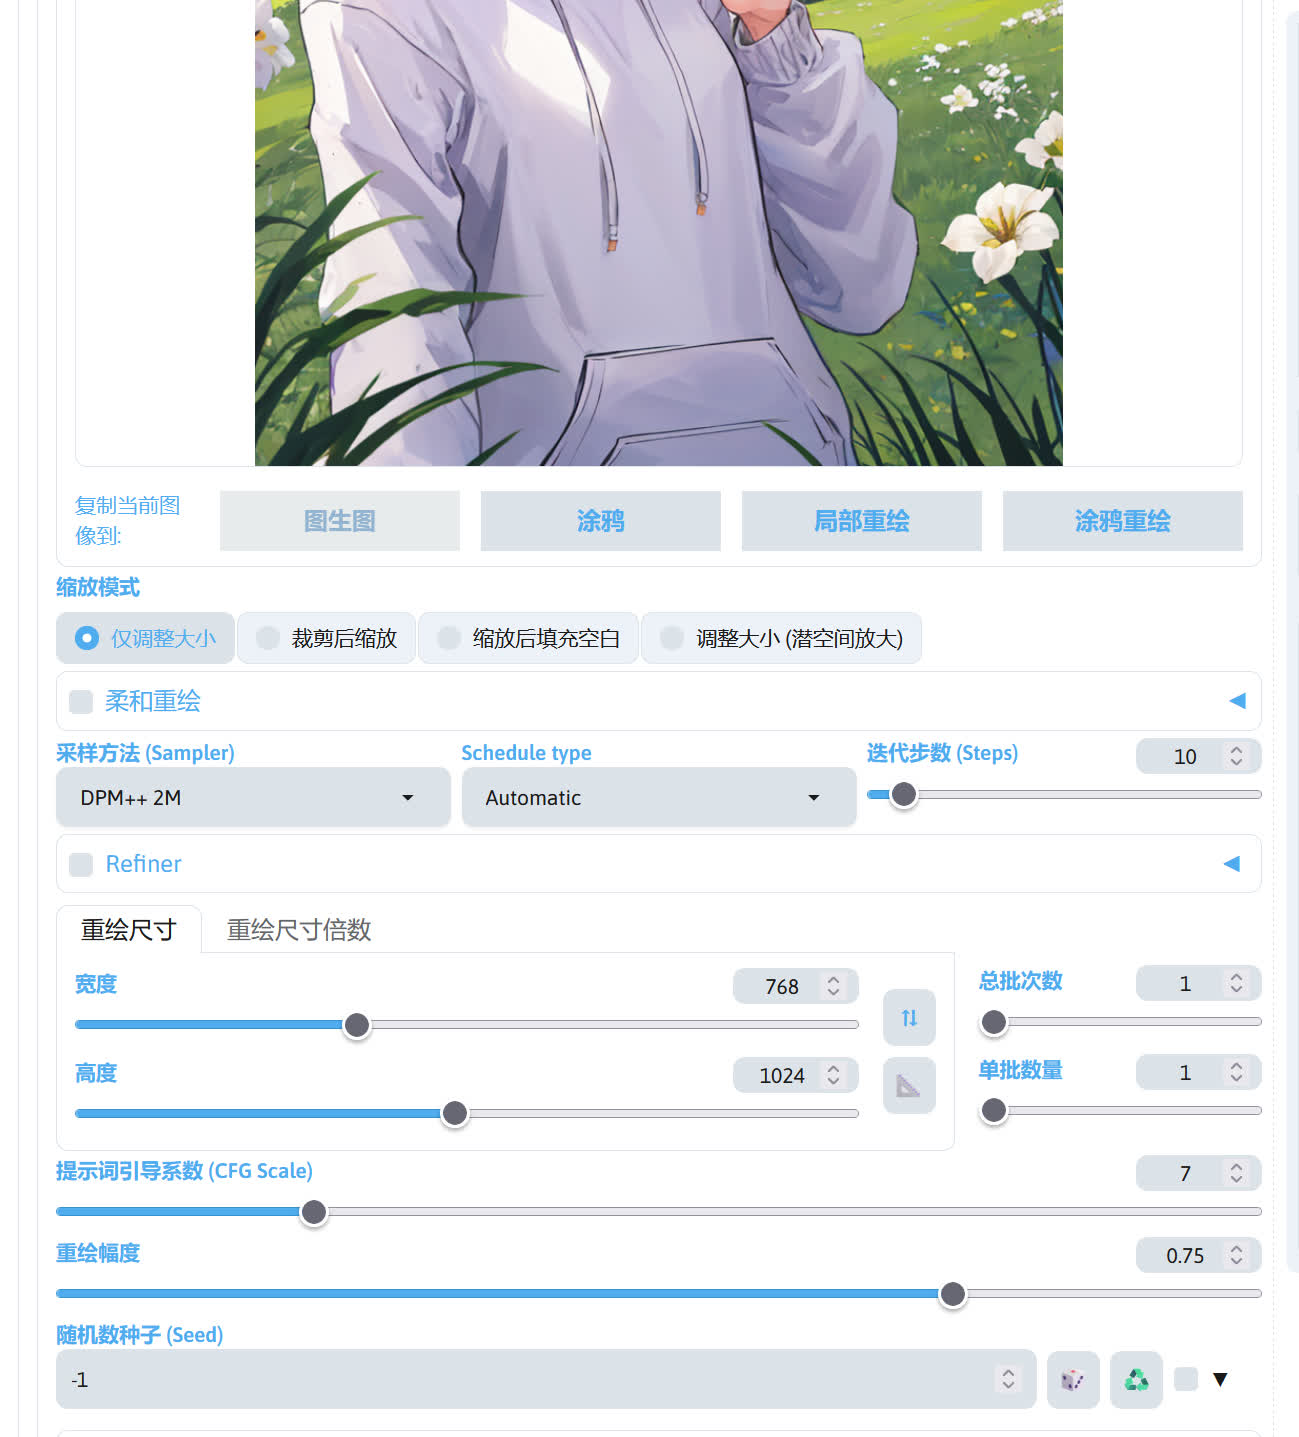 复制当前图
像到:
图生图
涂鸦
局部重绘
涂鸦重绘
缩放模式
仅调整大小
裁剪后缩放
缩放后填充空白
调整大小 (潜空间放大)
柔和重绘
采样方法 (Sampler)
Schedule type
迭代步数 (Steps)
10
DPM++ 2M
Automatic
Refiner
重绘尺寸
重绘尺寸倍数
宽度
768
总批次数
1
高度
1024
单批数量
1
提示词引导系数 (CFG Scale)
7
重绘幅度
0.75
随机数种子 (Seed)
-1